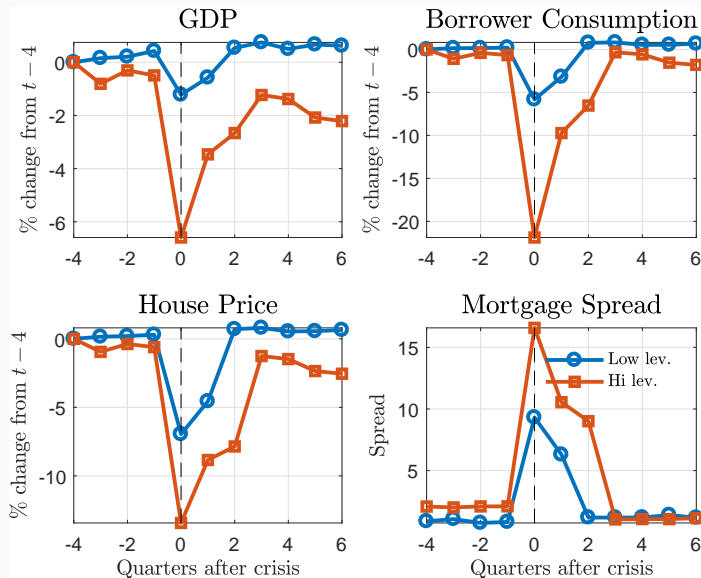 GDP
% change from t − 4
0
-2
-4
-6
-4 -2 0 2 4 6
Borrower Consumption
% change from t − 4
0
-5
-10
-15
-20
-4 -2 0 2 4 6
House Price
% change from t − 4
0
-5
-10
-4 -2 0 2 4 6
Quarters after crisis
Mortgage Spread
Spread
15
10
5
Low lev.
Hi lev.
-4 -2 0 2 4 6
Quarters after crisis